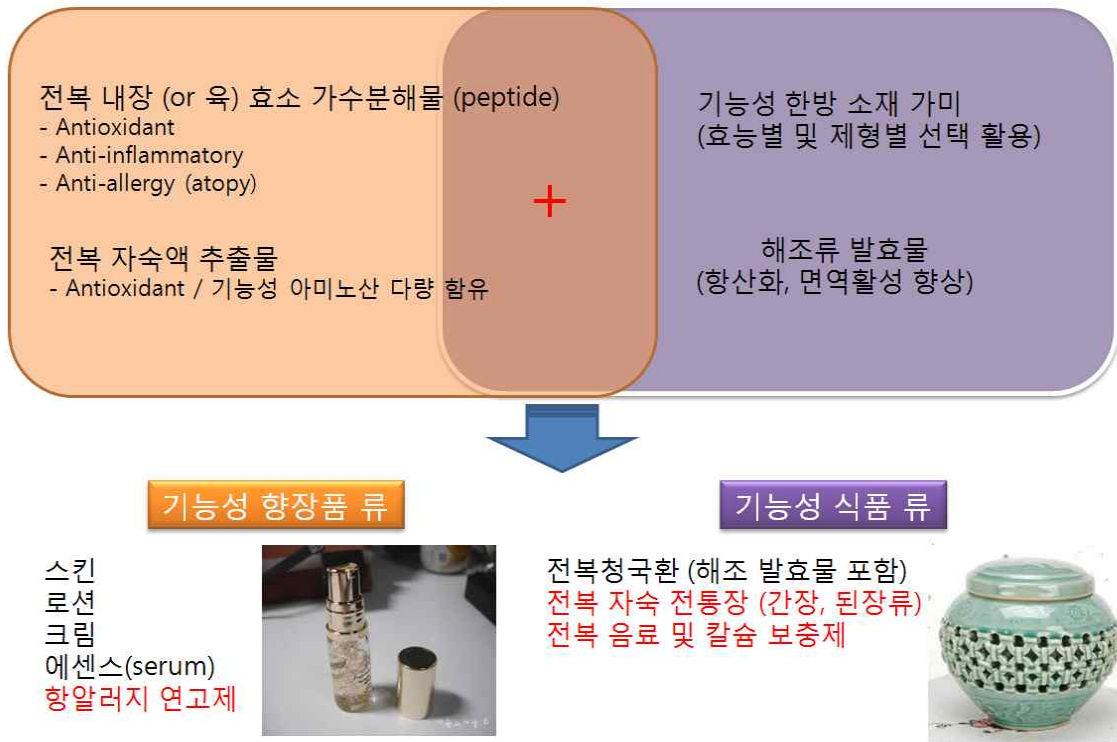 전복 내장 (or 육) 효소 가수분해물 (peptide)
- Antioxidant
- Anti-inflammatory
- Anti-allergy (atopy)
전복 자숙액 추출물
- Antioxidant / 기능성 아미노산 다량 함유
+
기능성 한방 소재 가미
(효능별 및 제형별 선택 활용)
해조류 발효물
(항산화, 면역활성 향상)
기능성 향장품 류
스킨
로션
크림
에센스(serum)
항알러지 연고제
기능성 식품 류
전복청국환 (해조 발효물 포함)
전복 자숙 전통장 (간장, 된장류)
전복 음료 및 칼슘 보충제